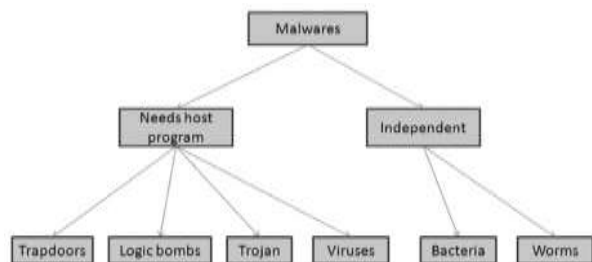 Malwares
Needs host
program
Independent
Trapdoors
Logic bombs
Trojan
Viruses
Bacteria
Worms